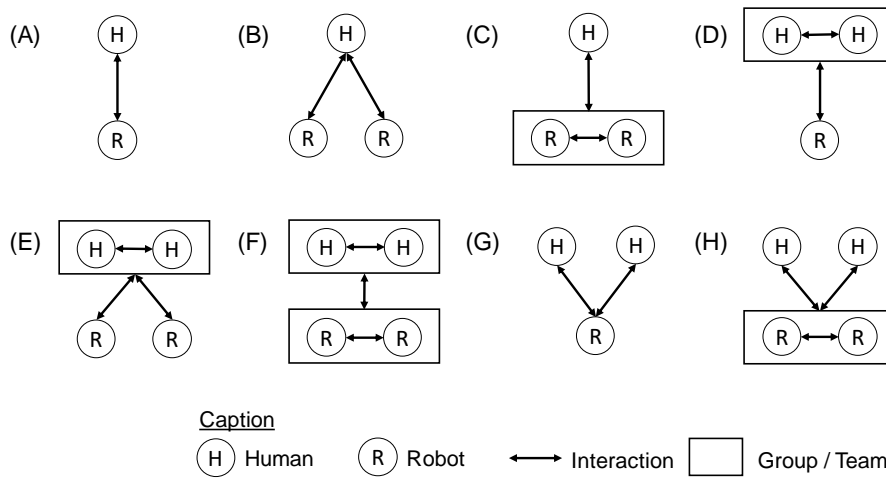 (A) H (B) H (C) H (D) H H
R R R R R R
(E) H H (F) H H (G) H H (H) H H
R R R R R R R
Caption
H Human R Robot Interaction Group / Team